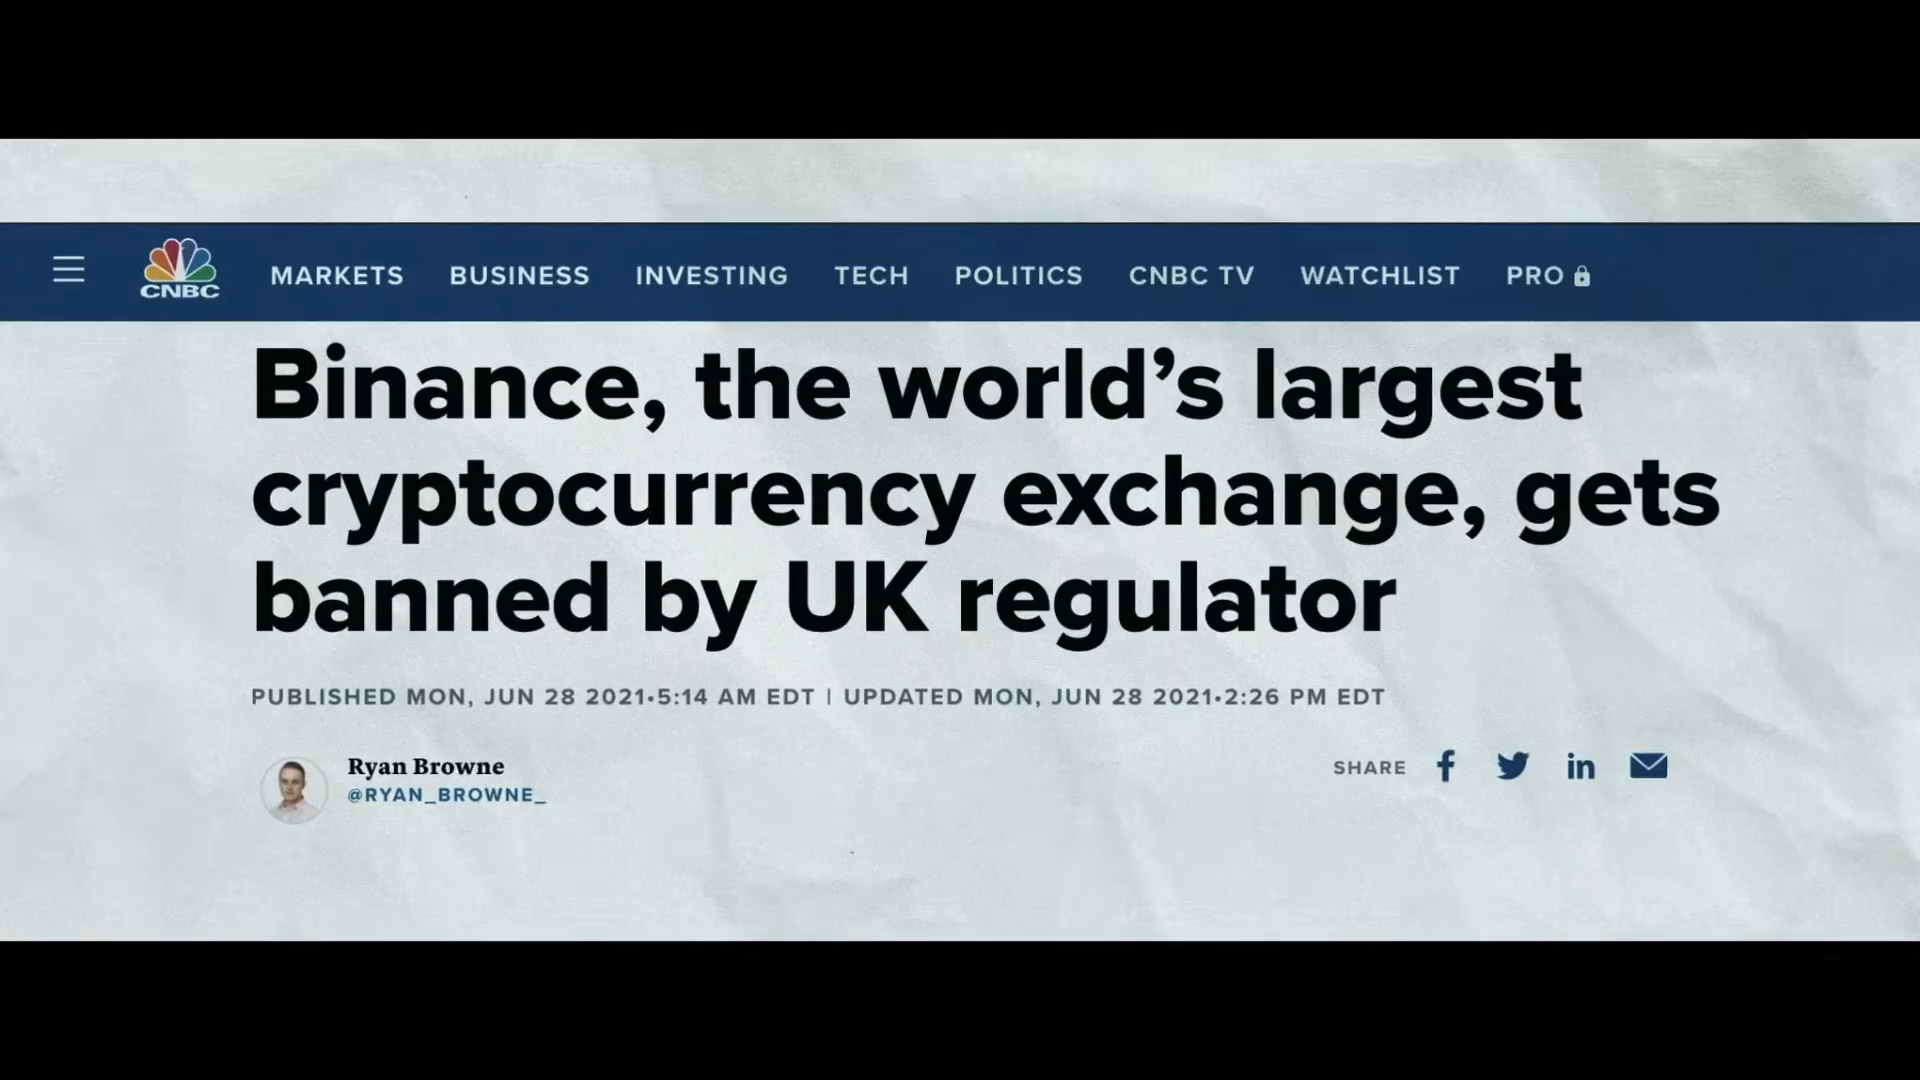 CNBC
MARKETS BUSINESS INVESTING TECH POLITICS CNBC TV WATCHLIST PRO
Binance, the world’s largest
cryptocurrency exchange, gets
banned by UK regulator
PUBLISHED MON, JUN 28 2021•5:14 AM EDT | UPDATED MON, JUN 28 2021•2:26 PM EDT
Ryan Browne
@RYAN_BROWNE_
SHARE